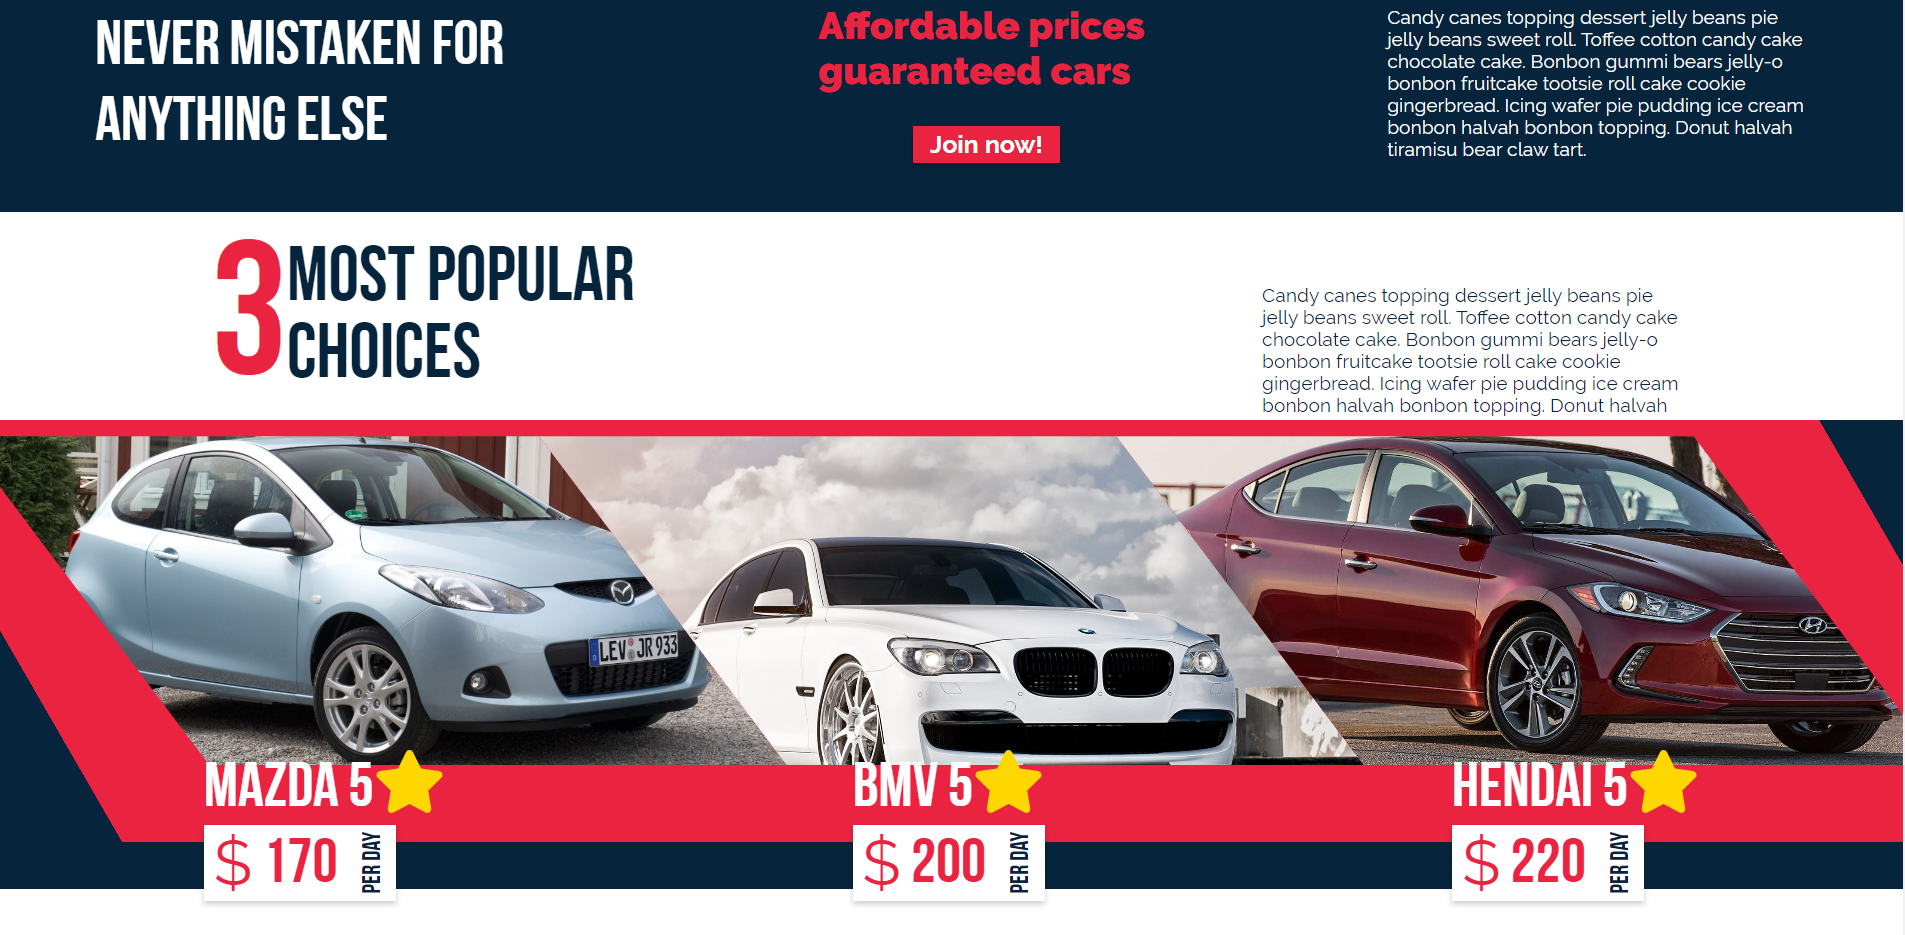 NEVER MISTAKEN FOR
ANYTHING ELSE
Affordable prices
guaranteed cars
Join now!
Candy canes topping dessert jelly beans pie
jelly beans sweet roll. Toffee cotton candy cake
chocolate cake. Bonbon gummi bears jelly-o
bonbon fruitcake tootsie roll cake cookie
gingerbread. Icing wafer pie pudding ice cream
bonbon halvah bonbon topping. Donut halvah
tiramisu bear claw tart.
3 MOST POPULAR
CHOICES
Candy canes topping dessert jelly beans pie
jelly beans sweet roll. Toffee cotton candy cake
chocolate cake. Bonbon gummi bears jelly-o
bonbon fruitcake tootsie roll cake cookie
gingerbread. Icing wafer pie pudding ice cream
bonbon halvah bonbon topping. Donut halvah
LEV JR 933
MAZDA 5
$ 170 PER DAY
BMV 5
$ 200 PER DAY
HENDAI 5
$ 220 PER DAY